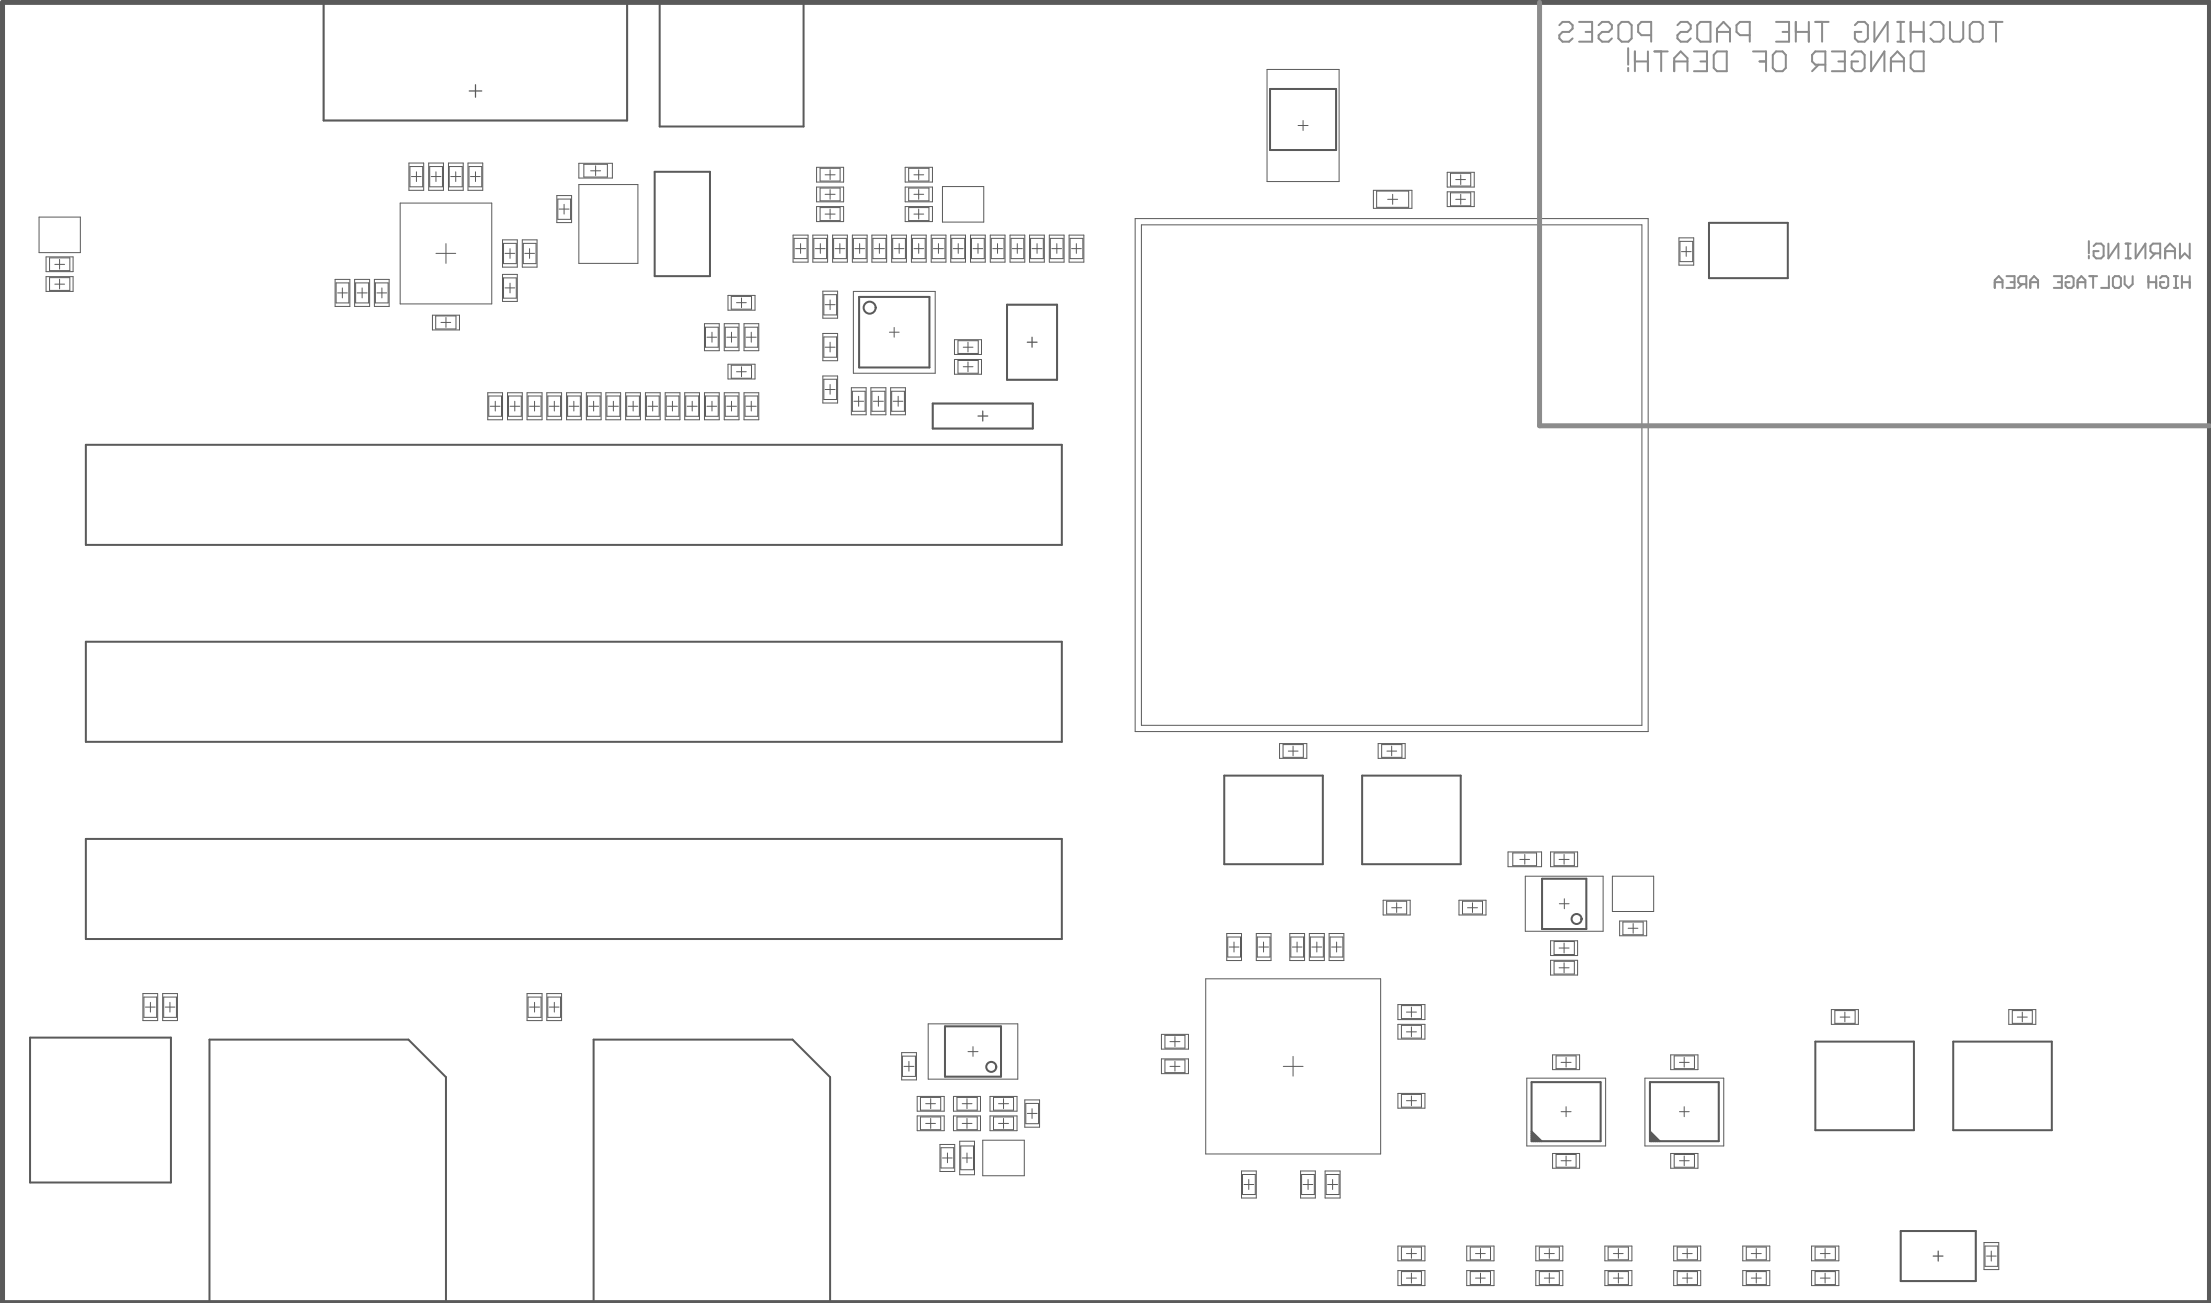 TOUCHING THE PADS POSES
DANGER OF DEATH!
WARNING!
HIGH VOLTAGE AREA